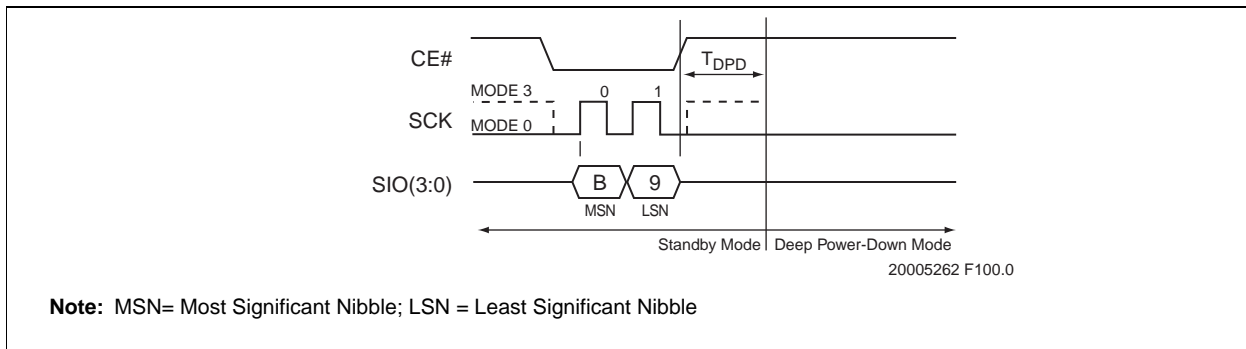 CE#
T_DPD
MODE 3
0 1
SCK
MODE 0
SIO(3:0)
B 9
MSN LSN
Standby Mode Deep Power-Down Mode
20005262 F100.0
Note: MSN= Most Significant Nibble; LSN = Least Significant Nibble